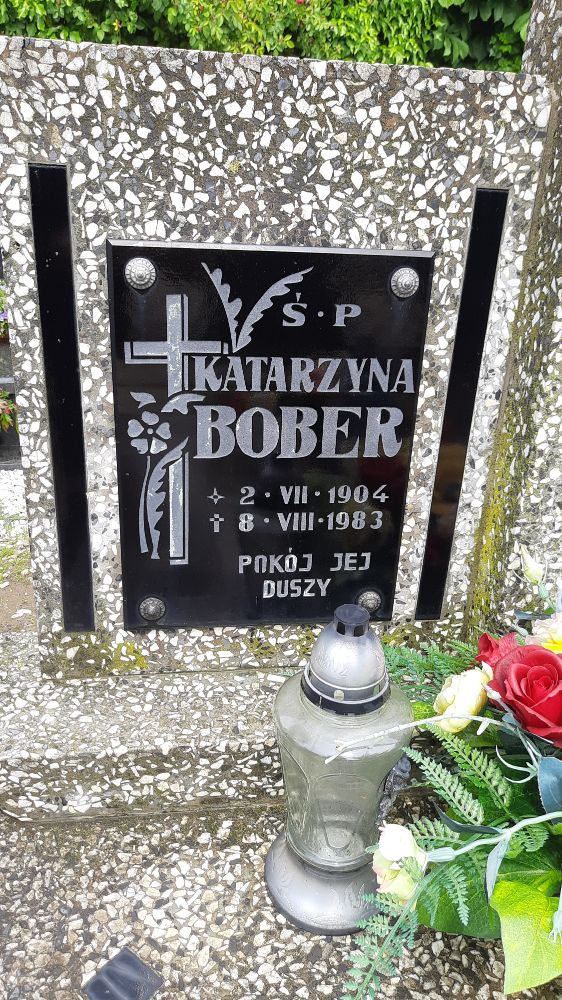 Ś·P
KATARZYNA
BOBER
✧ 2·VII·1904
✝ 8·VIII·1983
POKÓJ JEJ
DUSZY